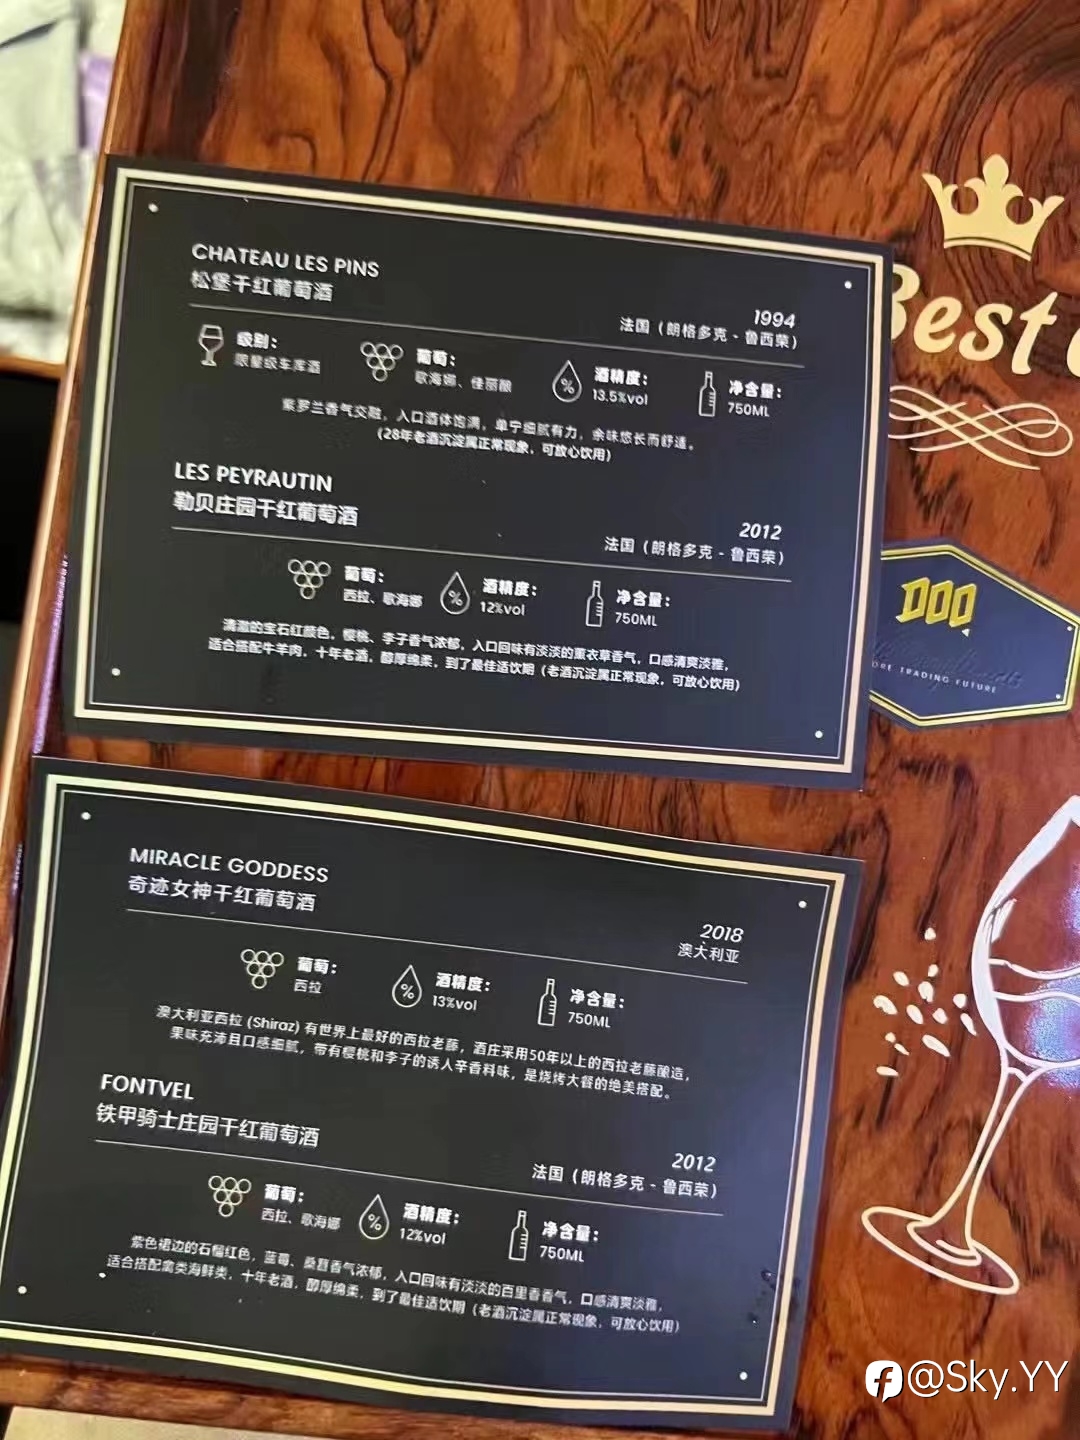 CHATEAU LES PINS
松堡干红葡萄酒
1994
法国（朗格多克 - 鲁西荣）
级别：
限量级车库酒
葡萄：
歌海娜、佳丽酿
酒精度：
13.5%vol
净含量：
750ML
紫罗兰香气交融，入口酒体饱满，单宁细腻有力，余味悠长而舒适。
（28年老酒沉淀属正常现象，可放心饮用）
LES PEYRAUTIN
勒贝庄园干红葡萄酒
2012
法国（朗格多克 - 鲁西荣）
葡萄：
西拉、歌海娜
酒精度：
12%vol
净含量：
750ML
清澈的宝石红颜色，樱桃、李子香气浓郁，入口回味有淡淡的薰衣草香气，口感清爽淡雅，
适合搭配牛羊肉，十年老酒，醇厚绵柔，到了最佳适饮期（老酒沉淀属正常现象，可放心饮用）
MIRACLE GODDESS
奇迹女神干红葡萄酒
2018
澳大利亚
葡萄：
西拉
酒精度：
13%vol
净含量：
750ML
澳大利亚西拉 (Shiraz) 有世界上最好的西拉老藤，酒庄采用50年以上的西拉老藤酿造，
果味充沛且口感细腻，带有樱桃和李子的诱人辛香料味，是烧烤大餐的绝美搭配。
FONTVEL
铁甲骑士庄园干红葡萄酒
2012
法国（朗格多克 - 鲁西荣）
葡萄：
西拉、歌海娜
酒精度：
12%vol
净含量：
750ML
紫色裙边的石榴红色，蓝莓、桑葚香气浓郁，入口回味有淡淡的百里香香气，口感清爽淡雅，
适合搭配禽类海鲜类，十年老酒，醇厚绵柔，到了最佳适饮期（老酒沉淀属正常现象，可放心饮用）
Best
DOO
TRADING FUTURE
@Sky.YY